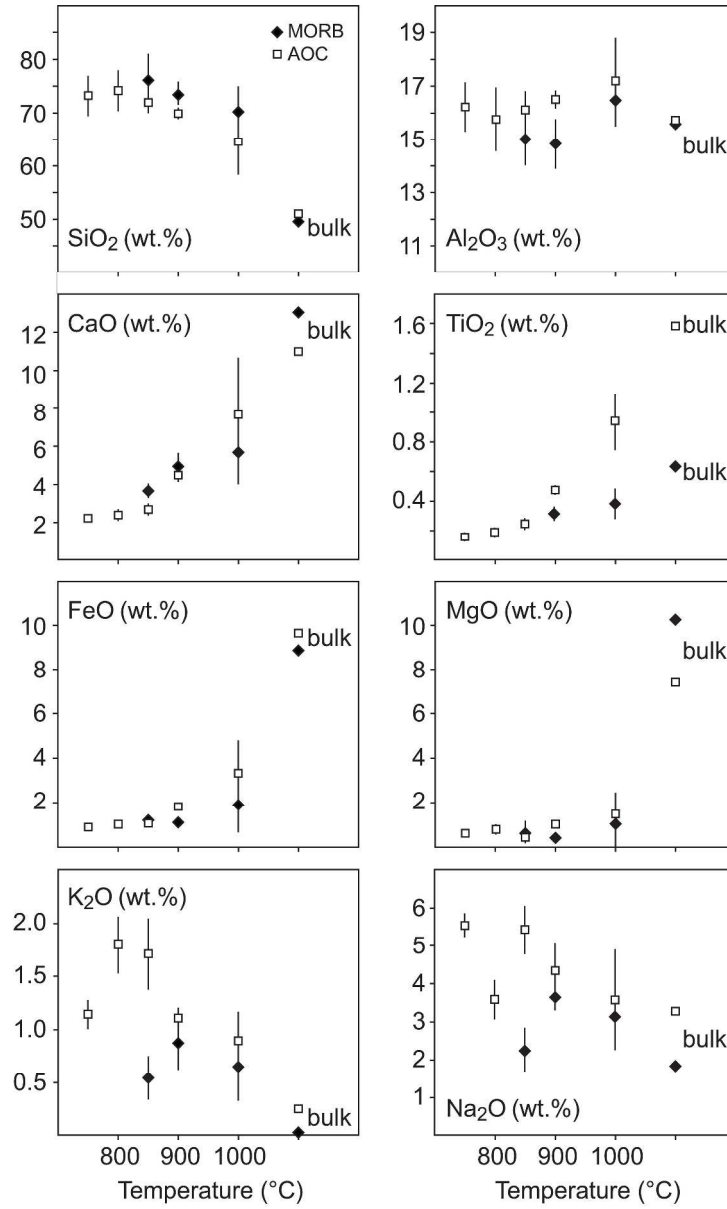 MORB
AOC
80
70
60
50
SiO₂ (wt.%)
bulk
19
17
15
13
11
Al₂O₃ (wt.%)
bulk
CaO (wt.%)
bulk
12
10
8
6
4
2
TiO₂ (wt.%)
bulk
1.6
1.2
0.8
0.4
FeO (wt.%)
bulk
10
8
6
4
2
MgO (wt.%)
bulk
10
8
6
4
2
K₂O (wt.%)
2.0
1.5
1.0
0.5
bulk
800 900 1000
Temperature (°C)
6
5
4
3
2
1
bulk
Na₂O (wt.%)
800 900 1000
Temperature (°C)